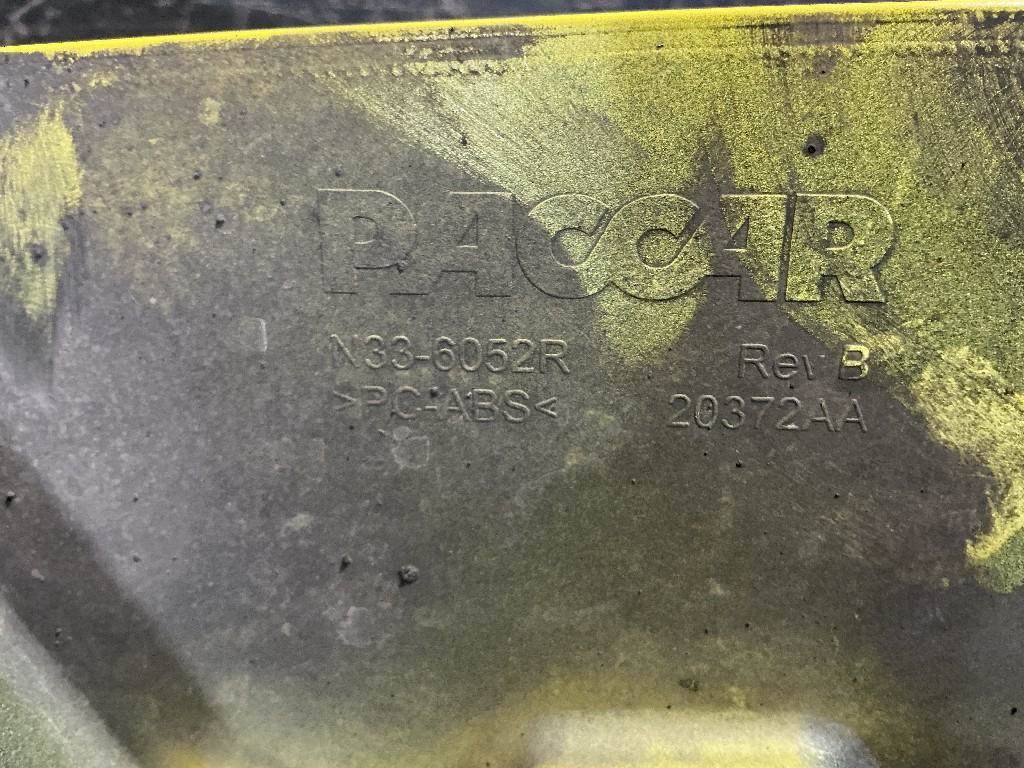 PACCAR
N33-6052R Rev B
>PC-ABS< 20372AA